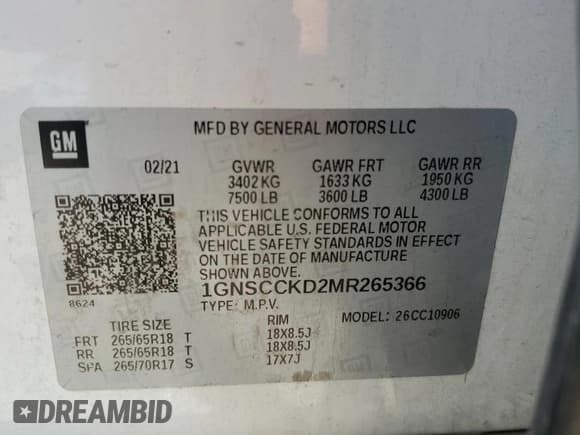 GM
MFD BY GENERAL MOTORS LLC
02/21 GVWR GAWR FRT GAWR RR
3402 KG 1633 KG 1950 KG
7500 LB 3600 LB 4300 LB
THIS VEHICLE CONFORMS TO ALL
APPLICABLE U.S. FEDERAL MOTOR
VEHICLE SAFETY STANDARDS IN EFFECT
ON THE DATE OF MANUFACTURE
SHOWN ABOVE.
1GNSCCKD2MR265366
8624 TYPE: M.P.V.
TIRE SIZE RIM MODEL: 26CC10906
FRT 265/65R18 T 18X8.5J
RR 265/65R18 T 18X8.5J
SPA 265/70R17 S 17X7J
DREAMBID